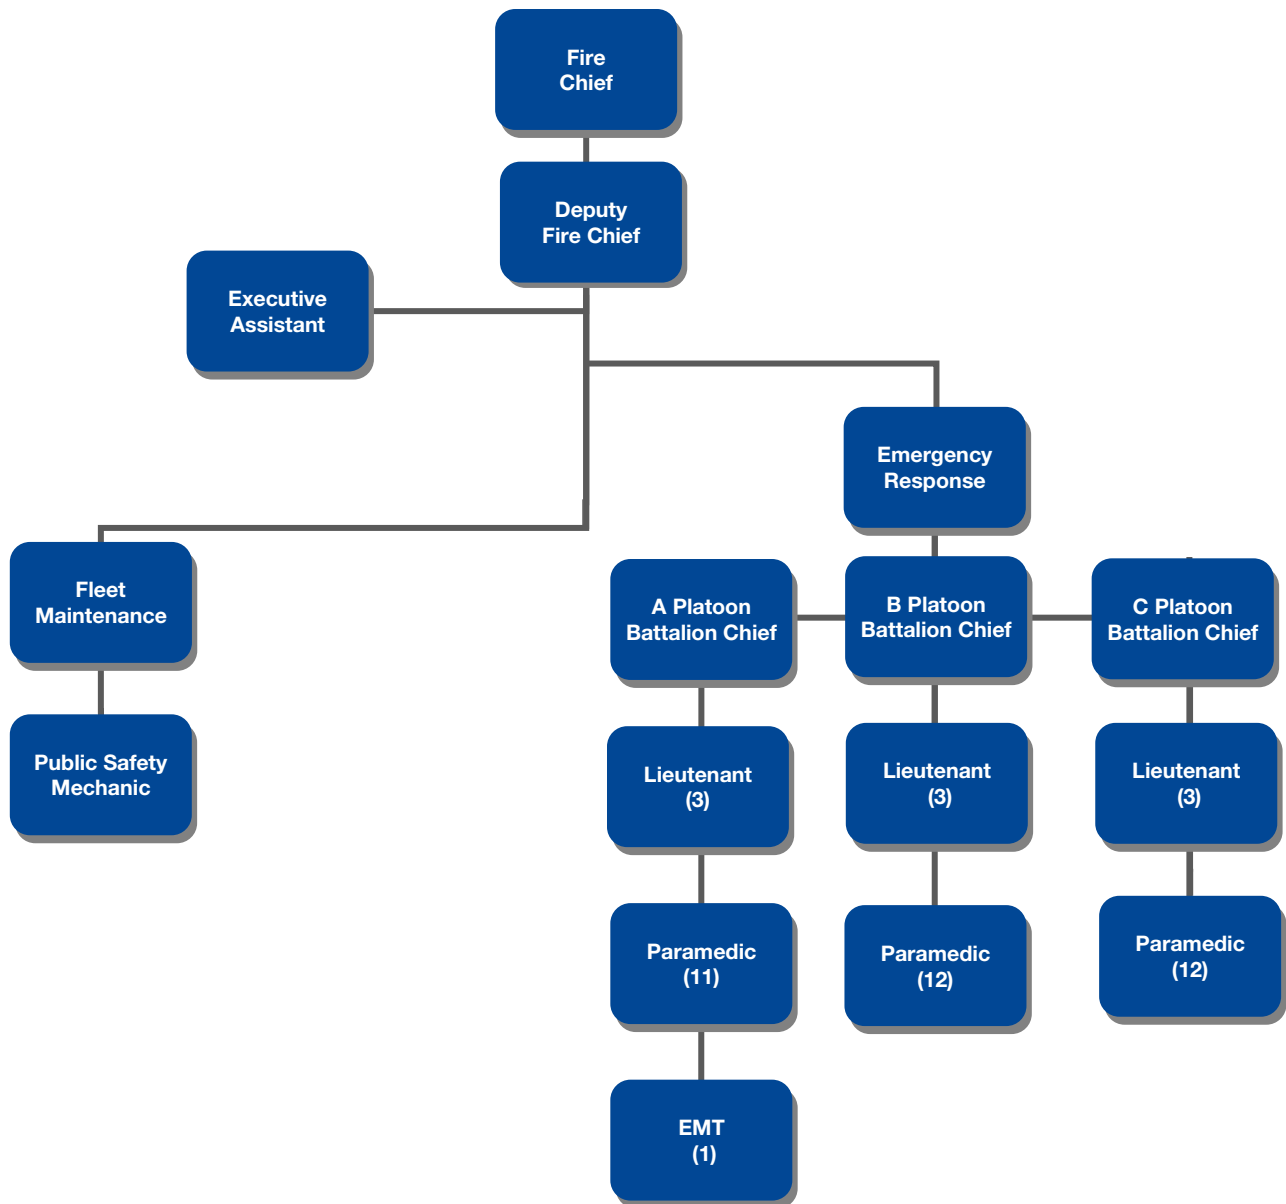 Fire
Chief
Deputy
Fire Chief
Executive
Assistant
Emergency
Response
Fleet
Maintenance
A Platoon
Battalion Chief
B Platoon
Battalion Chief
C Platoon
Battalion Chief
Public Safety
Mechanic
Lieutenant
(3)
Lieutenant
(3)
Lieutenant
(3)
Paramedic
(11)
Paramedic
(12)
Paramedic
(12)
EMT
(1)